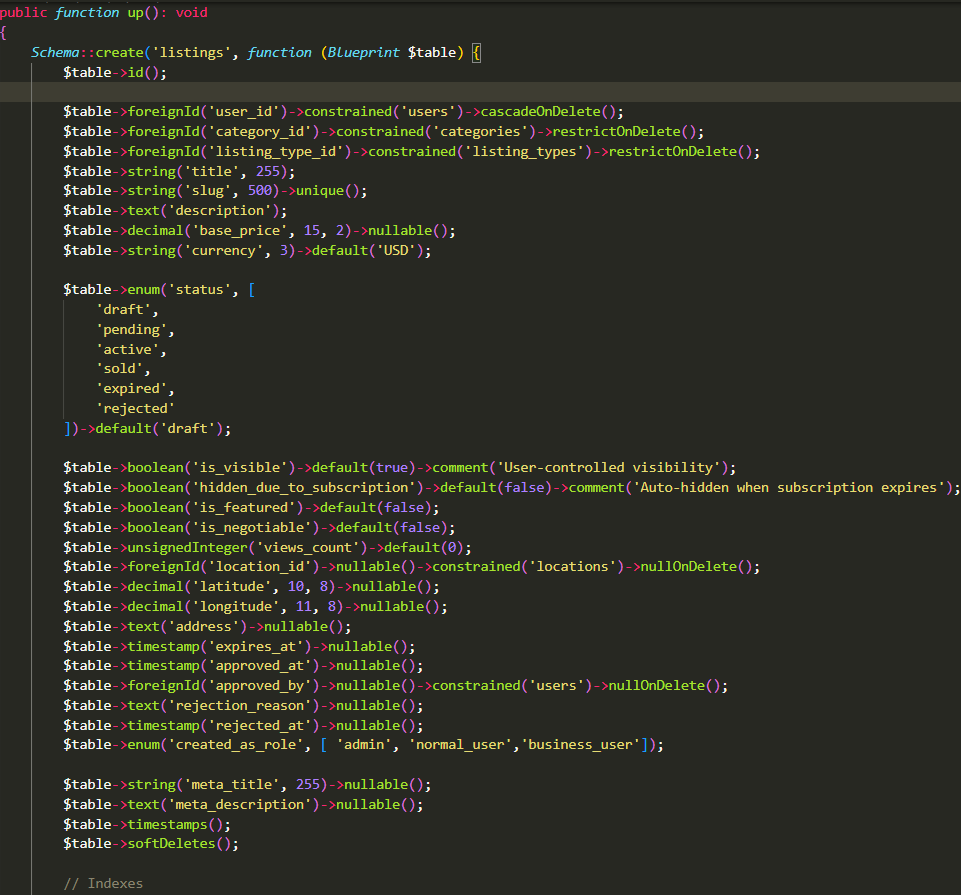 public function up(): void
{
    Schema::create('listings', function (Blueprint $table) {
        $table->id();

        $table->foreignId('user_id')->constrained('users')->cascadeOnDelete();
        $table->foreignId('category_id')->constrained('categories')->restrictOnDelete();
        $table->foreignId('listing_type_id')->constrained('listing_types')->restrictOnDelete();
        $table->string('title', 255);
        $table->string('slug', 500)->unique();
        $table->text('description');
        $table->decimal('base_price', 15, 2)->nullable();
        $table->string('currency', 3)->default('USD');

        $table->enum('status', [
            'draft',
            'pending',
            'active',
            'sold',
            'expired',
            'rejected'
        ])->default('draft');

        $table->boolean('is_visible')->default(true)->comment('User-controlled visibility');
        $table->boolean('hidden_due_to_subscription')->default(false)->comment('Auto-hidden when subscription expires');
        $table->boolean('is_featured')->default(false);
        $table->boolean('is_negotiable')->default(false);
        $table->unsignedInteger('views_count')->default(0);
        $table->foreignId('location_id')->nullable()->constrained('locations')->nullOnDelete();
        $table->decimal('latitude', 10, 8)->nullable();
        $table->decimal('longitude', 11, 8)->nullable();
        $table->text('address')->nullable();
        $table->timestamp('expires_at')->nullable();
        $table->timestamp('approved_at')->nullable();
        $table->foreignId('approved_by')->nullable()->constrained('users')->nullOnDelete();
        $table->text('rejection_reason')->nullable();
        $table->timestamp('rejected_at')->nullable();
        $table->enum('created_as_role', [ 'admin', 'normal_user','business_user']);

        $table->string('meta_title', 255)->nullable();
        $table->text('meta_description')->nullable();
        $table->timestamps();
        $table->softDeletes();

        // Indexes